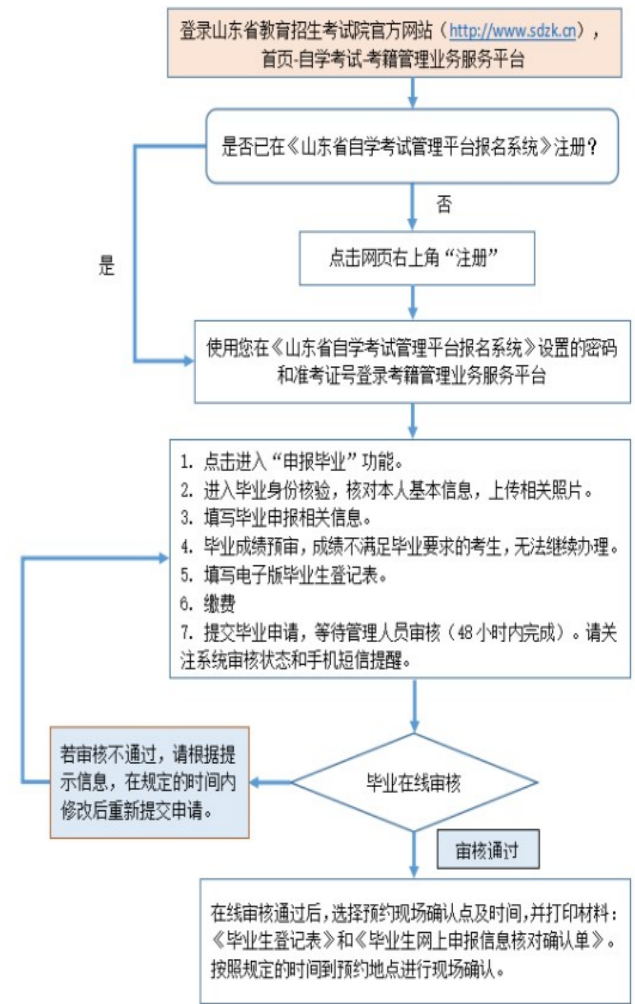 登录山东省教育招生考试院官方网站（http://www.sdzk.cn），
首页-自学考试-考籍管理业务服务平台
是否已在《山东省自学考试管理平台报名系统》注册？
否
是
点击网页右上角“注册”
使用您在《山东省自学考试管理平台报名系统》设置的密码
和准考证号登录考籍管理业务服务平台
1. 点击进入“申报毕业”功能。
2. 进入毕业身份核验，核对本人基本信息，上传相关照片。
3. 填写毕业申报相关信息。
4. 毕业成绩预审，成绩不满足毕业要求的考生，无法继续办理。
5. 填写电子版毕业生登记表。
6. 缴费
7. 提交毕业申请，等待管理人员审核（48 小时内完成）。请关
注系统审核状态和手机短信提醒。
若审核不通过，请根据提
示信息，在规定的时间内
修改后重新提交申请。
毕业在线审核
审核通过
在线审核通过后，选择预约现场确认点及时间，并打印材料：
《毕业生登记表》和《毕业生网上申报信息核对确认单》。
按照规定的时间到预约地点进行现场确认。